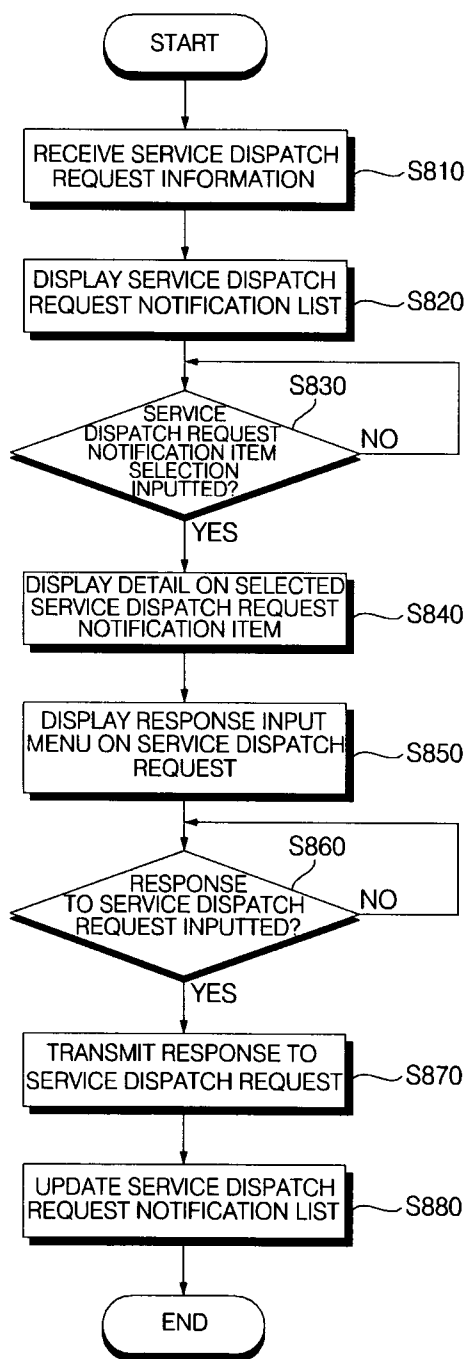 START
RECEIVE SERVICE DISPATCH
REQUEST INFORMATION
S810
DISPLAY SERVICE DISPATCH
REQUEST NOTIFICATION LIST
S820
S830
SERVICE
DISPATCH REQUEST
NOTIFICATION ITEM
SELECTION
INPUTTED?
NO
YES
DISPLAY DETAIL ON SELECTED
SERVICE DISPATCH REQUEST
NOTIFICATION ITEM
S840
DISPLAY RESPONSE INPUT
MENU ON SERVICE DISPATCH
REQUEST
S850
S860
RESPONSE
TO SERVICE DISPATCH
REQUEST INPUTTED?
NO
YES
TRANSMIT RESPONSE TO
SERVICE DISPATCH REQUEST
S870
UPDATE SERVICE DISPATCH
REQUEST NOTIFICATION LIST
S880
END